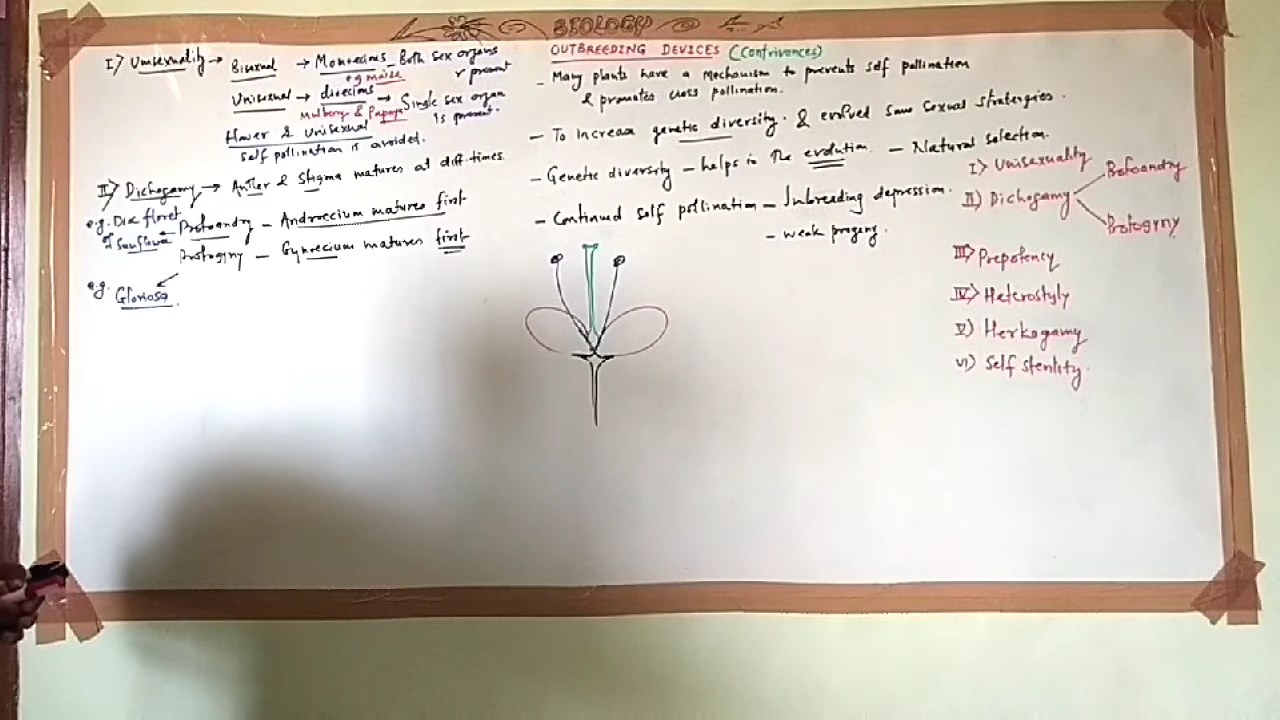 BIOLOGY
I) Unisexuality → Bisexual → Monoecious - Both sex organs
r present
eg maize
Unisexual → dioecious → Single sex organ
is present.
Mulberry & Papaya
Flower & Unisexual
self pollination is avoided.
II) Dichogamy → Anther & Stigma matures at diff. times
e.g. Disc floret
of Sunflower
Protoandry - Androecium matures first
Protogyny - Gynoecium matures first
e.g. Gloriosa
OUTBREEDING DEVICES (Contrivances)
- Many plants have a Mechanism to prevents self pollination
& promotes cross pollination.
- To increase genetic diversity. & evolved some sexual stratergies.
- Genetic diversity - helps in the evolution - Natural selection.
- Continued self pollination - Inbreading depression.
- weak progeny.
I) Unisexuality
II) Dichogamy
Protoandry
Protogyny
III) Prepotency
IV) Heterostyly
V) Herkogamy
VI) Self sterility